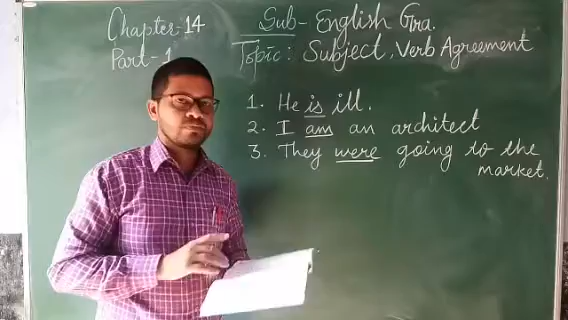 Chapter-14
Part-1
Sub- English Gra.
Topic: Subject, Verb Agreement
1. He is ill.
2. I am an architect
3. They were going to the
market.